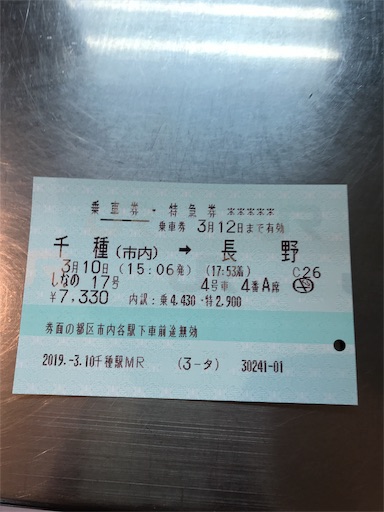 乗車券・特急券 ※※※※※
乗車券 3月12日まで有効
千種(市内) → 長野
3月10日(15:06発) (17:53着) C26
しなの 17号 4号車 4番A席
¥7,330 内訳:乗4,430・特2,900
券面の都区市内各駅下車前途無効
2019.-3.10千種駅MR (3-タ) 30241-01